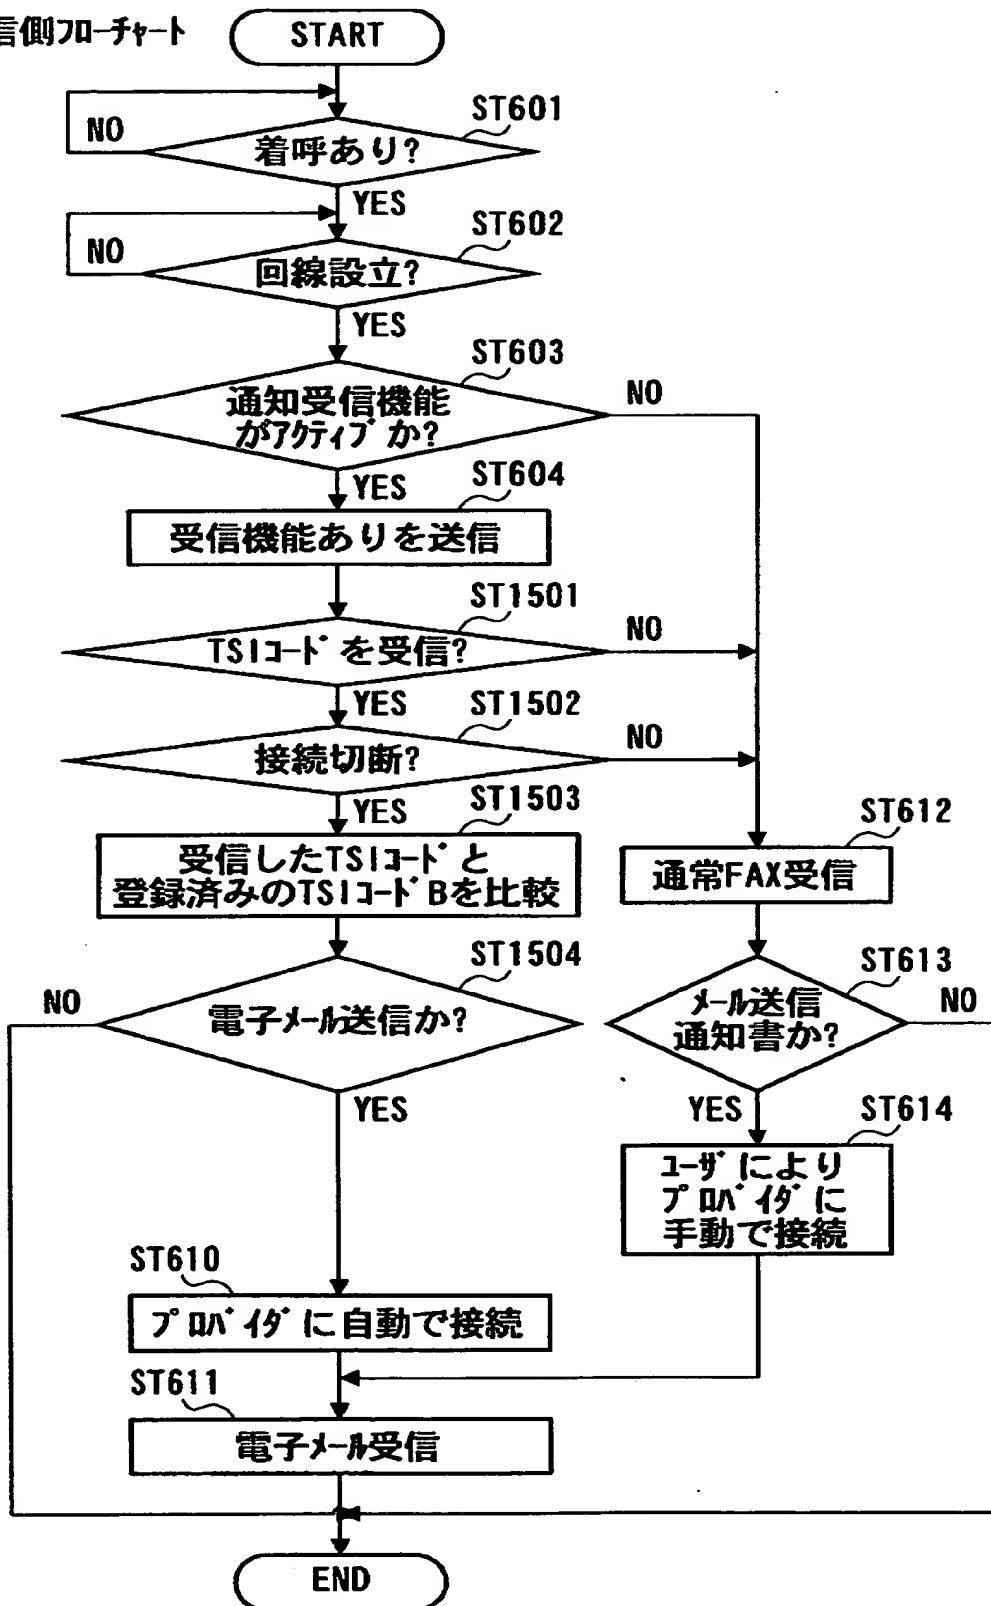 信側フローチャート
START
ST601
NO
着呼あり?
YES
ST602
NO
回線設立?
YES
ST603
NO
通知受信機能
がアクティブか?
YES
ST604
受信機能ありを送信
ST1501
NO
TSIコードを受信?
YES
ST1502
NO
接続切断?
YES
ST1503
受信したTSIコードと
登録済みのTSIコードBを比較
ST612
通常FAX受信
ST1504
NO
電子メール送信か?
YES
ST613
NO
メール送信
通知書か?
YES
ST614
ユーザにより
プロバイダに
手動で接続
ST610
プロバイダに自動で接続
ST611
電子メール受信
END